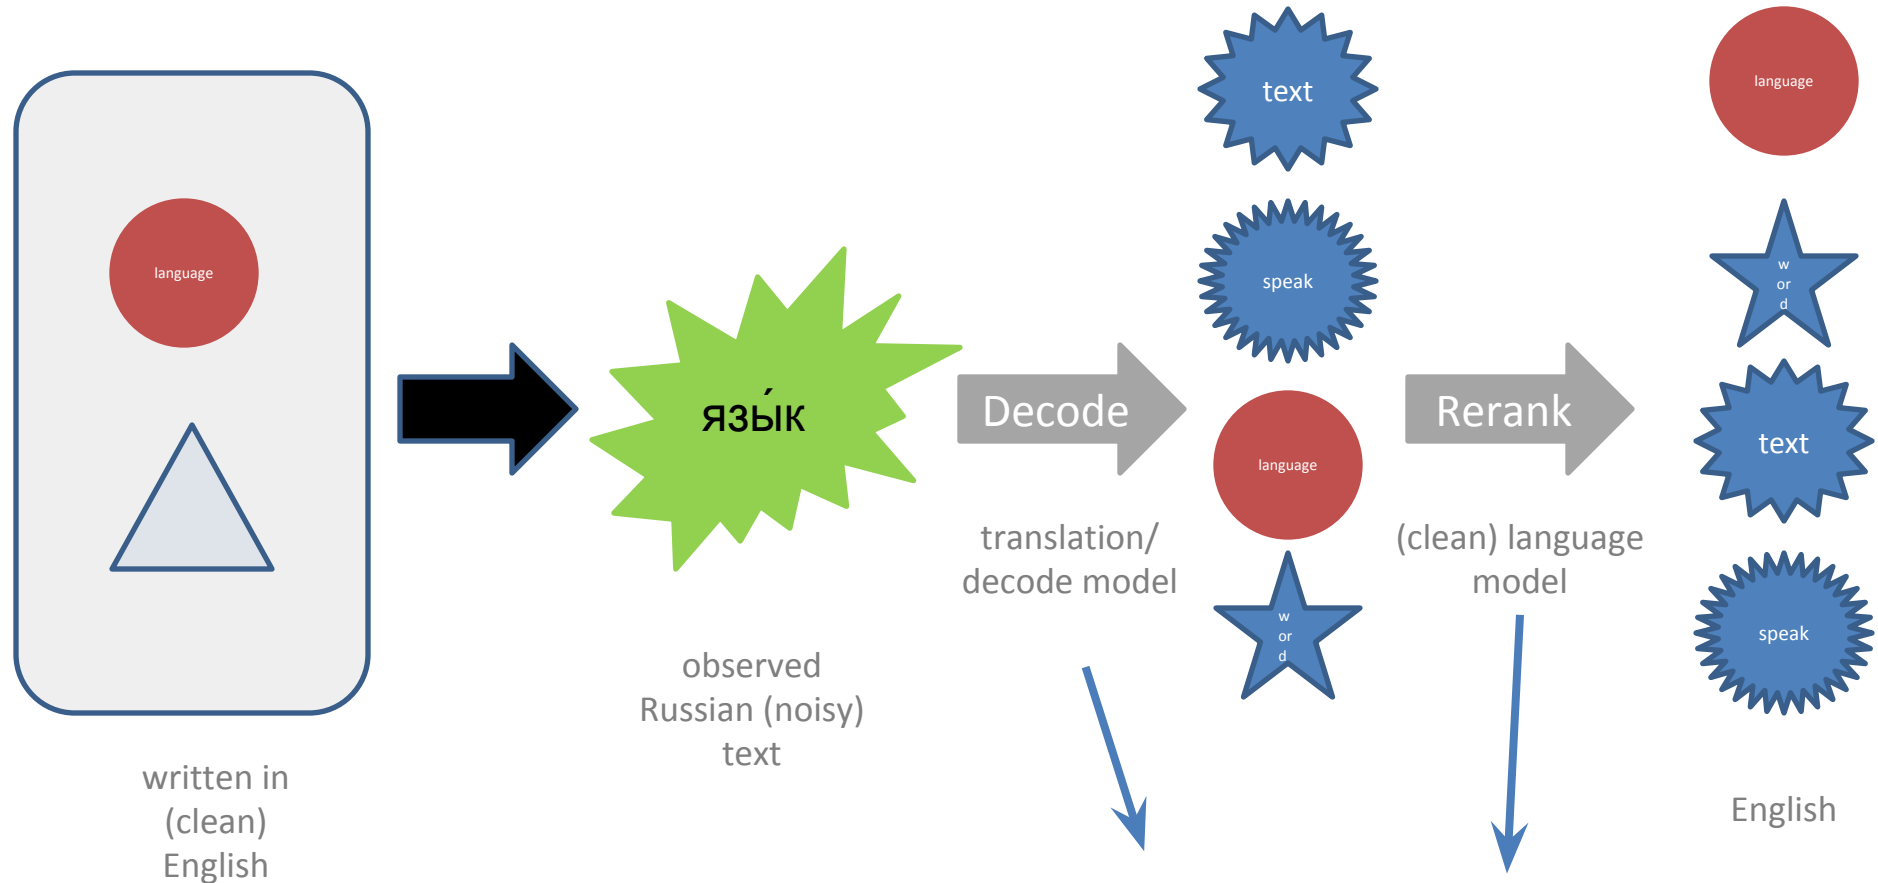 language
written in
(clean)
English
язы́к
observed
Russian (noisy)
text
Decode
translation/
decode model
text
speak
language
w
or
d
Rerank
(clean) language
model
language
w
or
d
text
speak
English